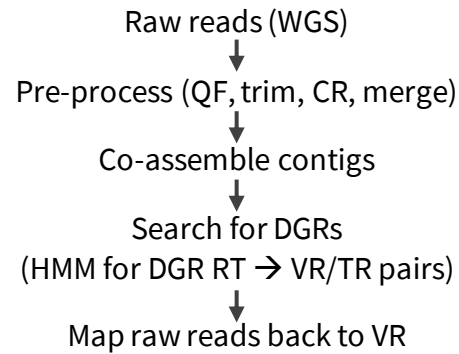 Raw reads (WGS)
Pre-process (QF, trim, CR, merge)
Co-assemble contigs
Search for DGRs
(HMM for DGR RT → VR/TR pairs)
Map raw reads back to VR